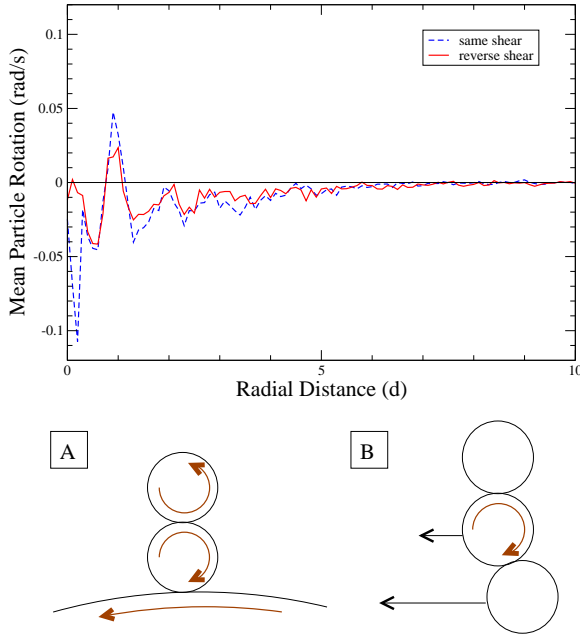 0.1
0.05
0
-0.05
-0.1
Mean Particle Rotation (rad/s)
same shear
reverse shear
0 5 10
Radial Distance (d)
A
B